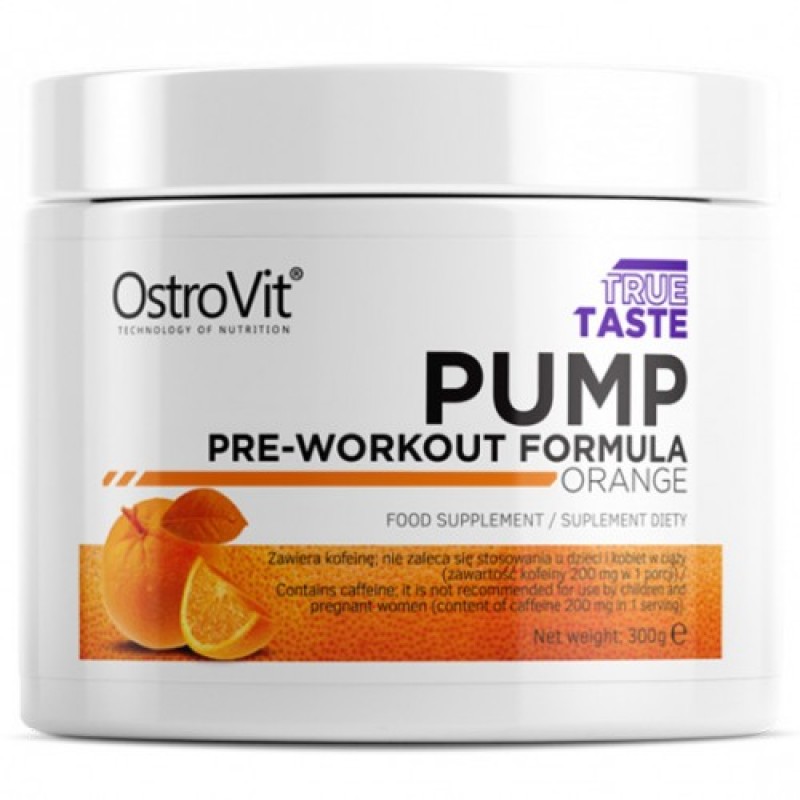 OstroVit®
TECHNOLOGY OF NUTRITION
TRUE
TASTE
PUMP
PRE-WORKOUT FORMULA
ORANGE
FOOD SUPPLEMENT / SUPLEMENT DIETY
Zawiera kofeinę; nie zaleca się stosowania u dzieci i kobiet w ciąży
(zawartość kofeiny 200 mg w 1 porcji)/
Contains caffeine; it is not recommended for use by children and
pregnant women (content of caffeine 200 mg in 1 serving).
Net weight: 300g ℮